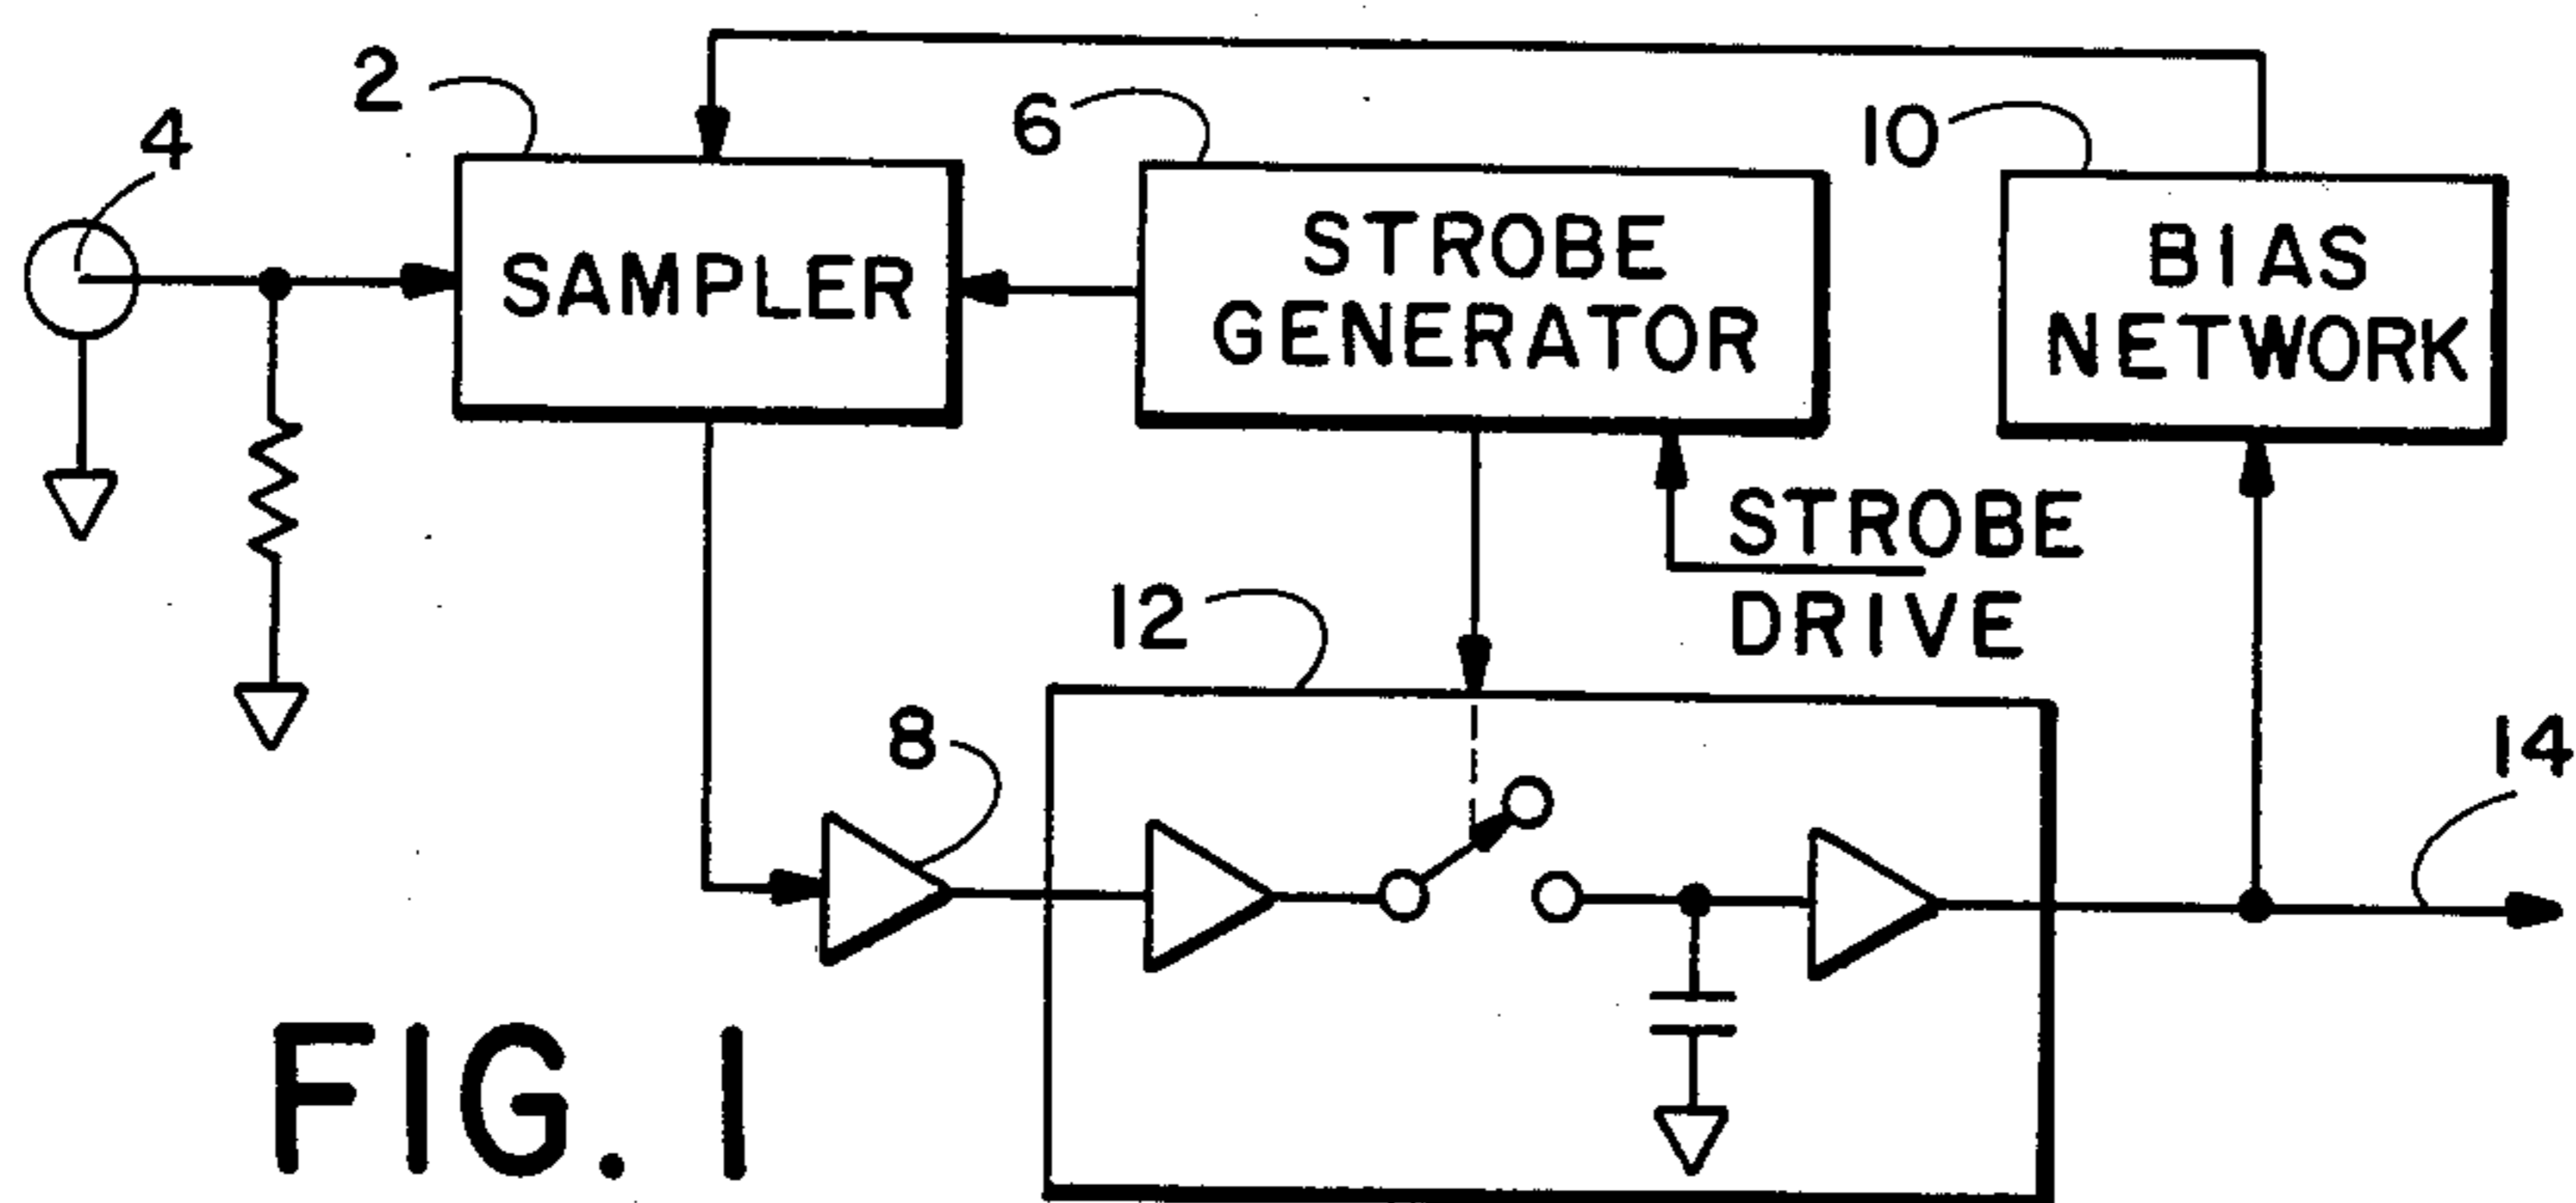 2
4
6
10
SAMPLER
STROBE
GENERATOR
BIAS
NETWORK
STROBE
DRIVE
12
8
14
FIG. 1